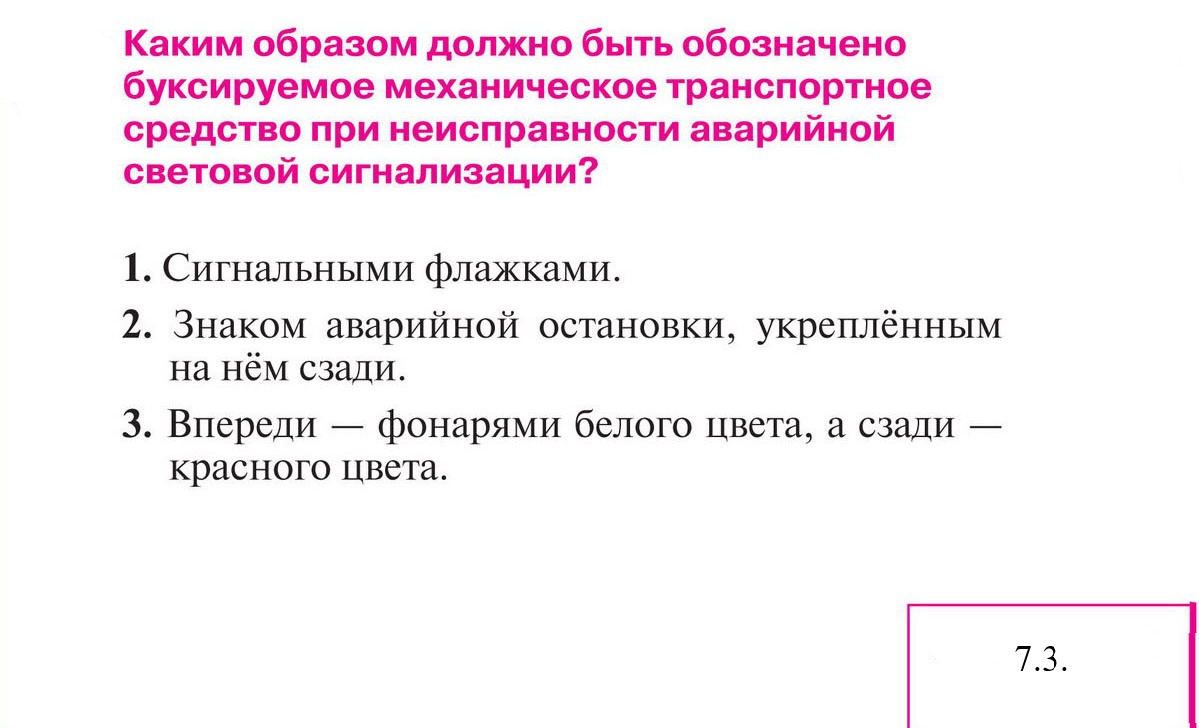 Каким образом должно быть обозначено
буксируемое механическое транспортное
средство при неисправности аварийной
световой сигнализации?
1. Сигнальными флажками.
2. Знаком аварийной остановки, укреплённым
на нём сзади.
3. Впереди — фонарями белого цвета, а сзади —
красного цвета.
7.3.